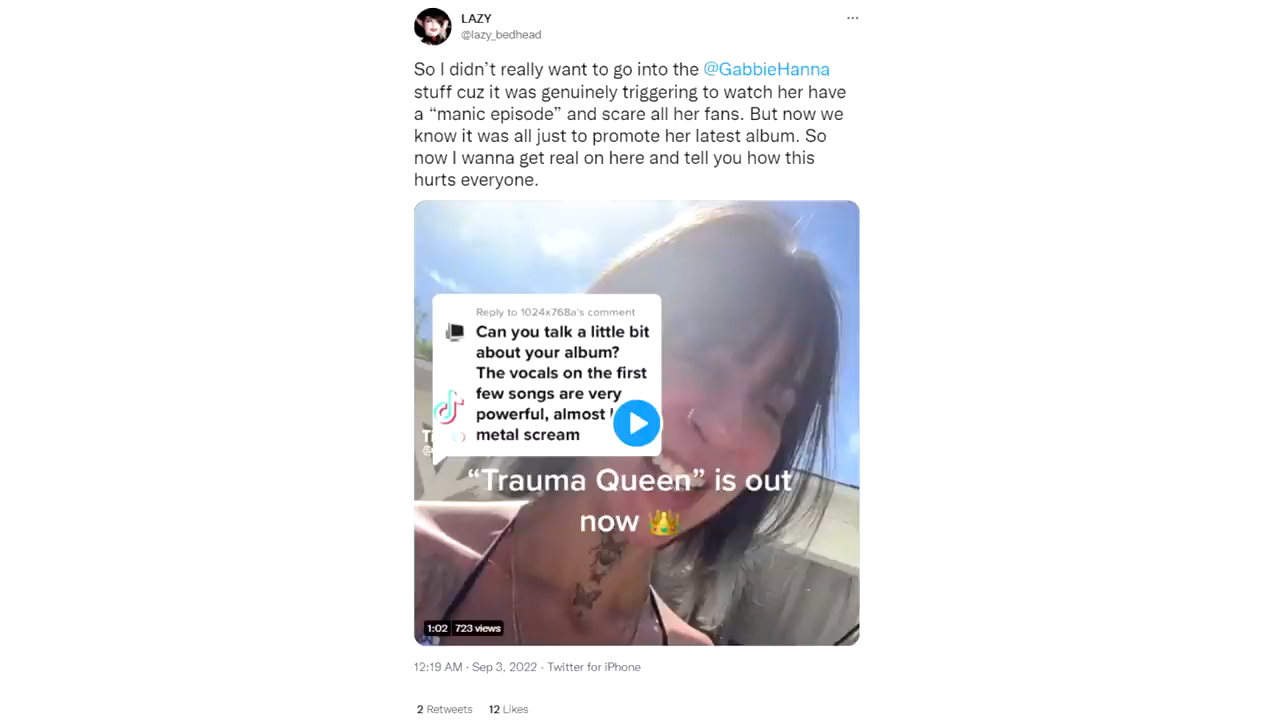 LAZY
@lazy_bedhead
So I didn't really want to go into the @GabbieHanna
stuff cuz it was genuinely triggering to watch her have
a "manic episode" and scare all her fans. But now we
know it was all just to promote her latest album. So
now I wanna get real on here and tell you how this
hurts everyone.
Reply to 1024x768a's comment
Can you talk a little bit
about your album?
The vocals on the first
few songs are very
powerful, almost
metal scream
"Trauma Queen" is out
now 👑
1:02 723 views
12:19 AM · Sep 3, 2022 · Twitter for iPhone
2 Retweets 12 Likes